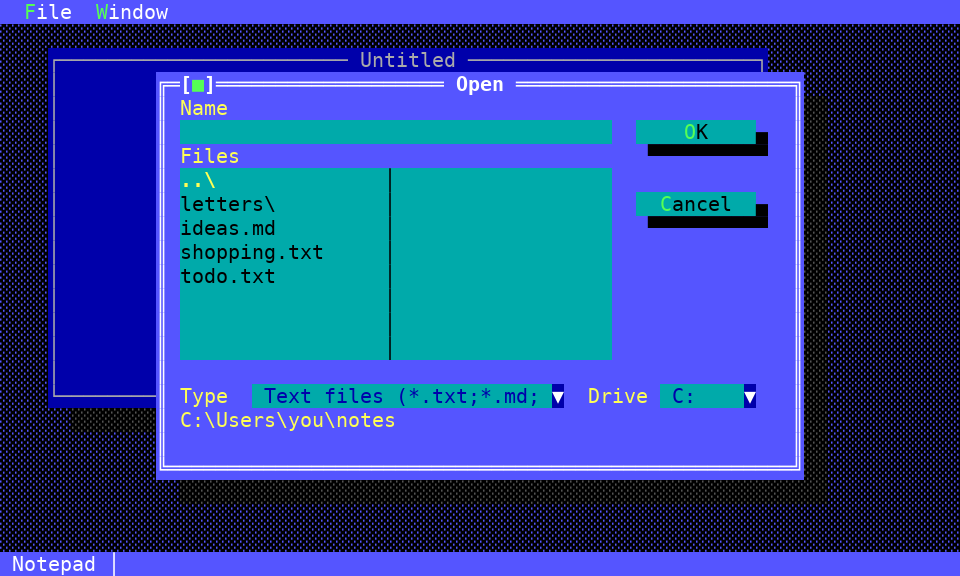 File  Window
Untitled
[■] Open
Name
OK
Files
..\
letters\
Cancel
ideas.md
shopping.txt
todo.txt
Type  Text files (*.txt;*.md; ▼  Drive  C: ▼
C:\Users\you\notes
Notepad